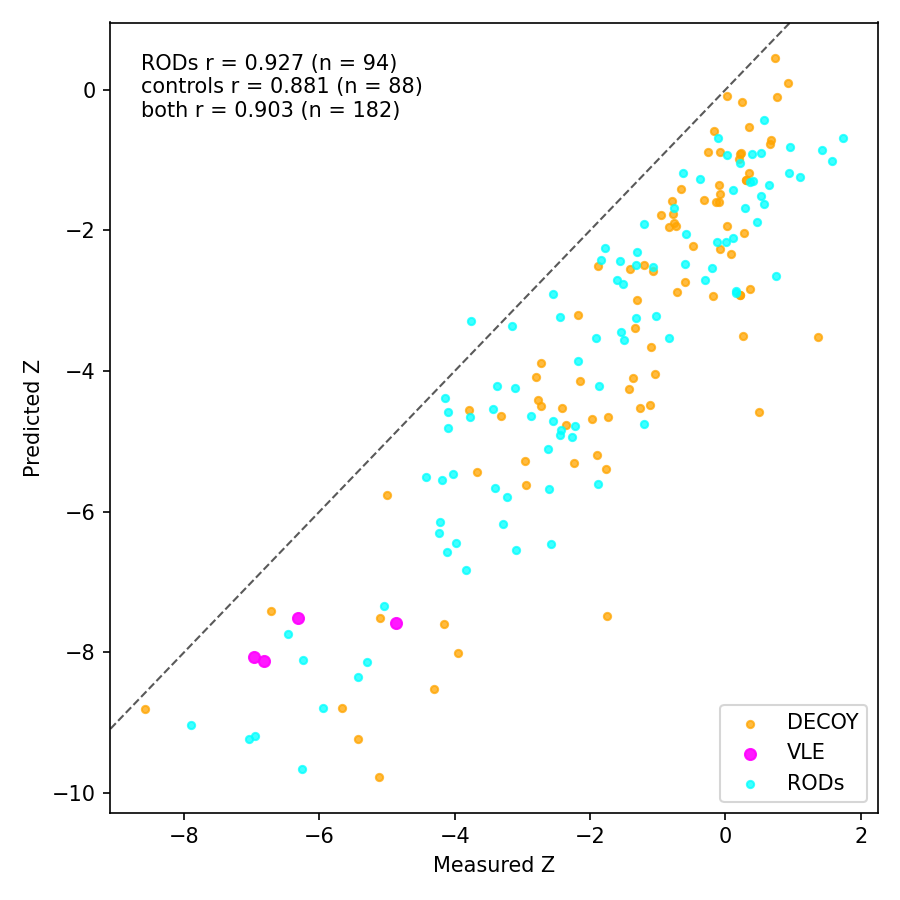 RODs r = 0.927 (n = 94)
controls r = 0.881 (n = 88)
both r = 0.903 (n = 182)
0
−2
−4
−6
−8
−10
Predicted Z
DECOY
VLE
RODs
−8
−6
−4
−2
0
2
Measured Z